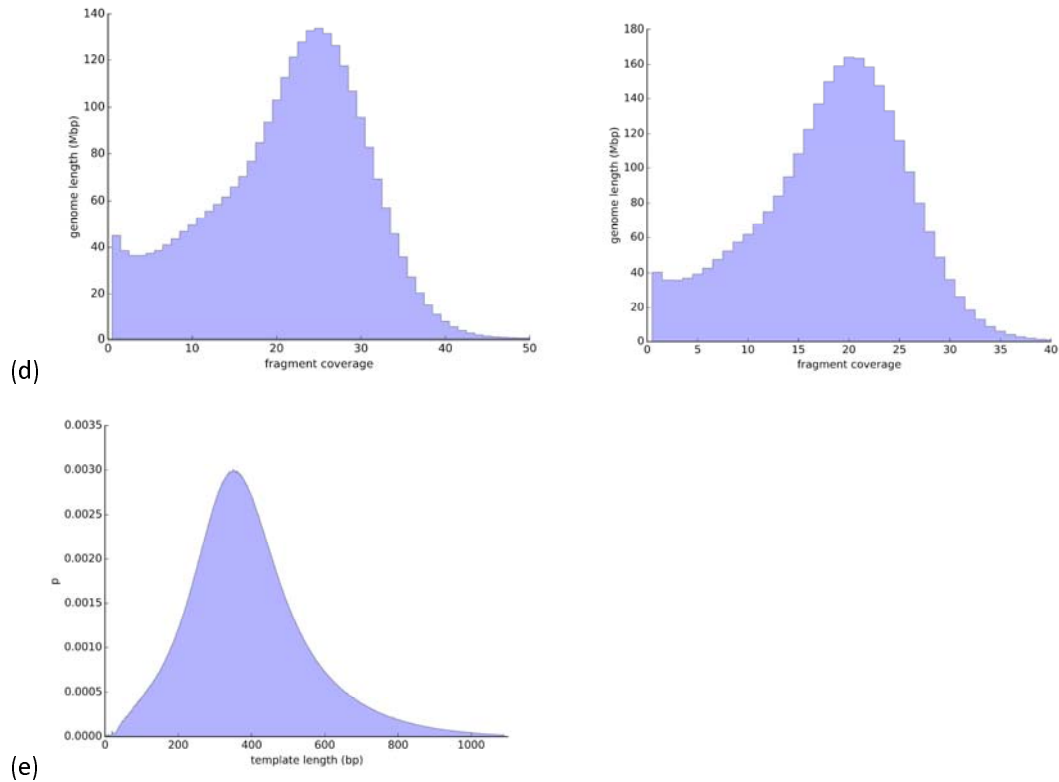 140
120
100
80
60
40
20
0
genome length (Mbp)
0 10 20 30 40 50
fragment coverage
180
160
140
120
100
80
60
40
20
0
genome length (Mbp)
0 5 10 15 20 25 30 35 40
fragment coverage
(d)
0.0035
0.0030
0.0025
0.0020
0.0015
0.0010
0.0005
0.0000
p
0 200 400 600 800 1000
template length (bp)
(e)